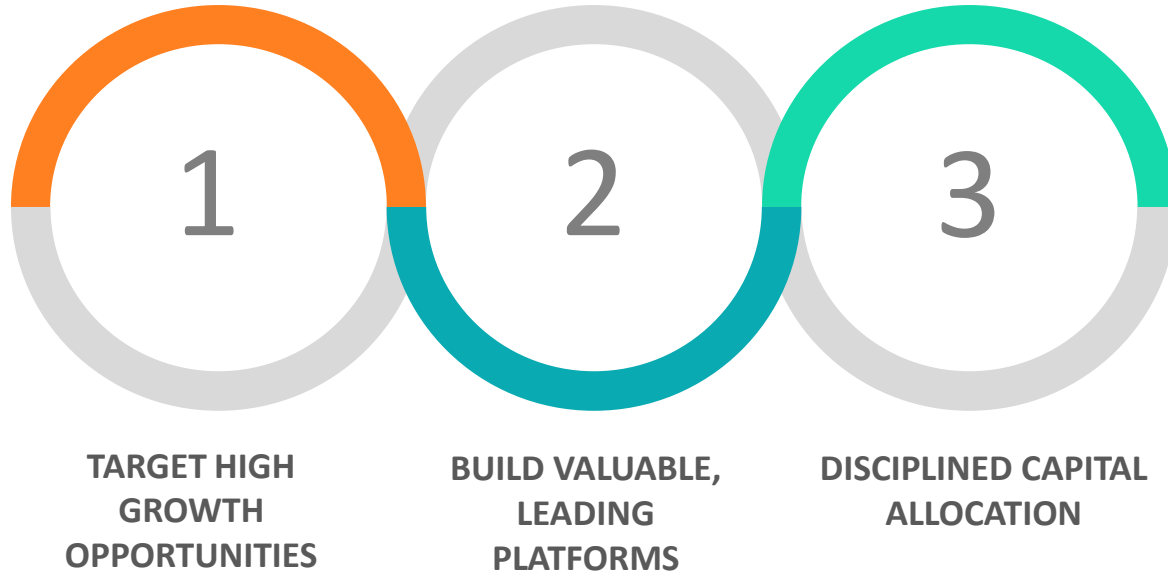 1
TARGET HIGH
GROWTH
OPPORTUNITIES
2
BUILD VALUABLE,
LEADING
PLATFORMS
3
DISCIPLINED CAPITAL
ALLOCATION